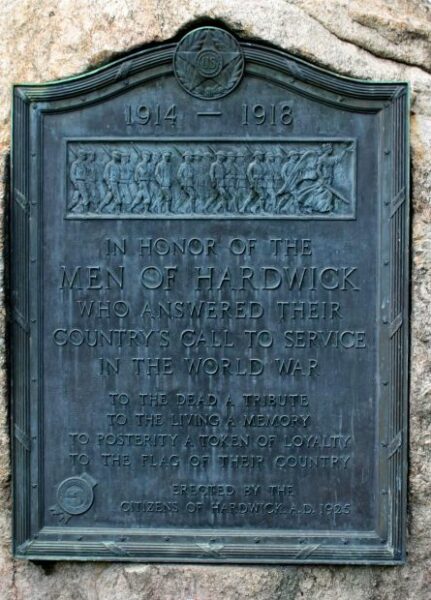 US
1914 — 1918
IN HONOR OF THE
MEN OF HARDWICK
WHO ANSWERED THEIR
COUNTRY'S CALL TO SERVICE
IN THE WORLD WAR
TO THE DEAD A TRIBUTE
TO THE LIVING A MEMORY
TO POSTERITY A TOKEN OF LOYALTY
TO THE FLAG OF THEIR COUNTRY
ERECTED BY THE
CITIZENS OF HARDWICK A.D. 1925